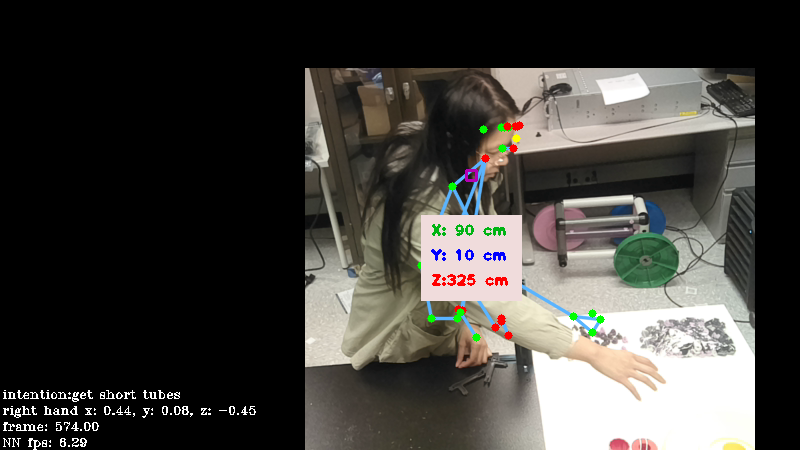 X: 90 cm
Y: 10 cm
Z:325 cm
intention:get short tubes
right hand x: 0.44, y: 0.08, z: -0.45
frame: 574.00
NN fps: 6.29